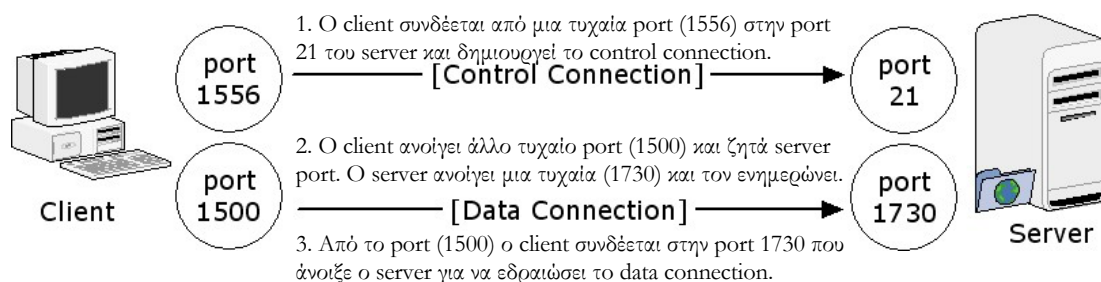 1. Ο client συνδέεται από μια τυχαία port (1556) στην port
21 του server και δημιουργεί το control connection.
port
1556
[Control Connection]
port
21
2. Ο client ανοίγει άλλο τυχαίο port (1500) και ζητά server
port. Ο server ανοίγει μια τυχαία (1730) και τον ενημερώνει.
port
1500
[Data Connection]
port
1730
Client
Server
3. Από το port (1500) ο client συνδέεται στην port 1730 που
άνοιξε ο server για να εδραιώσει το data connection.